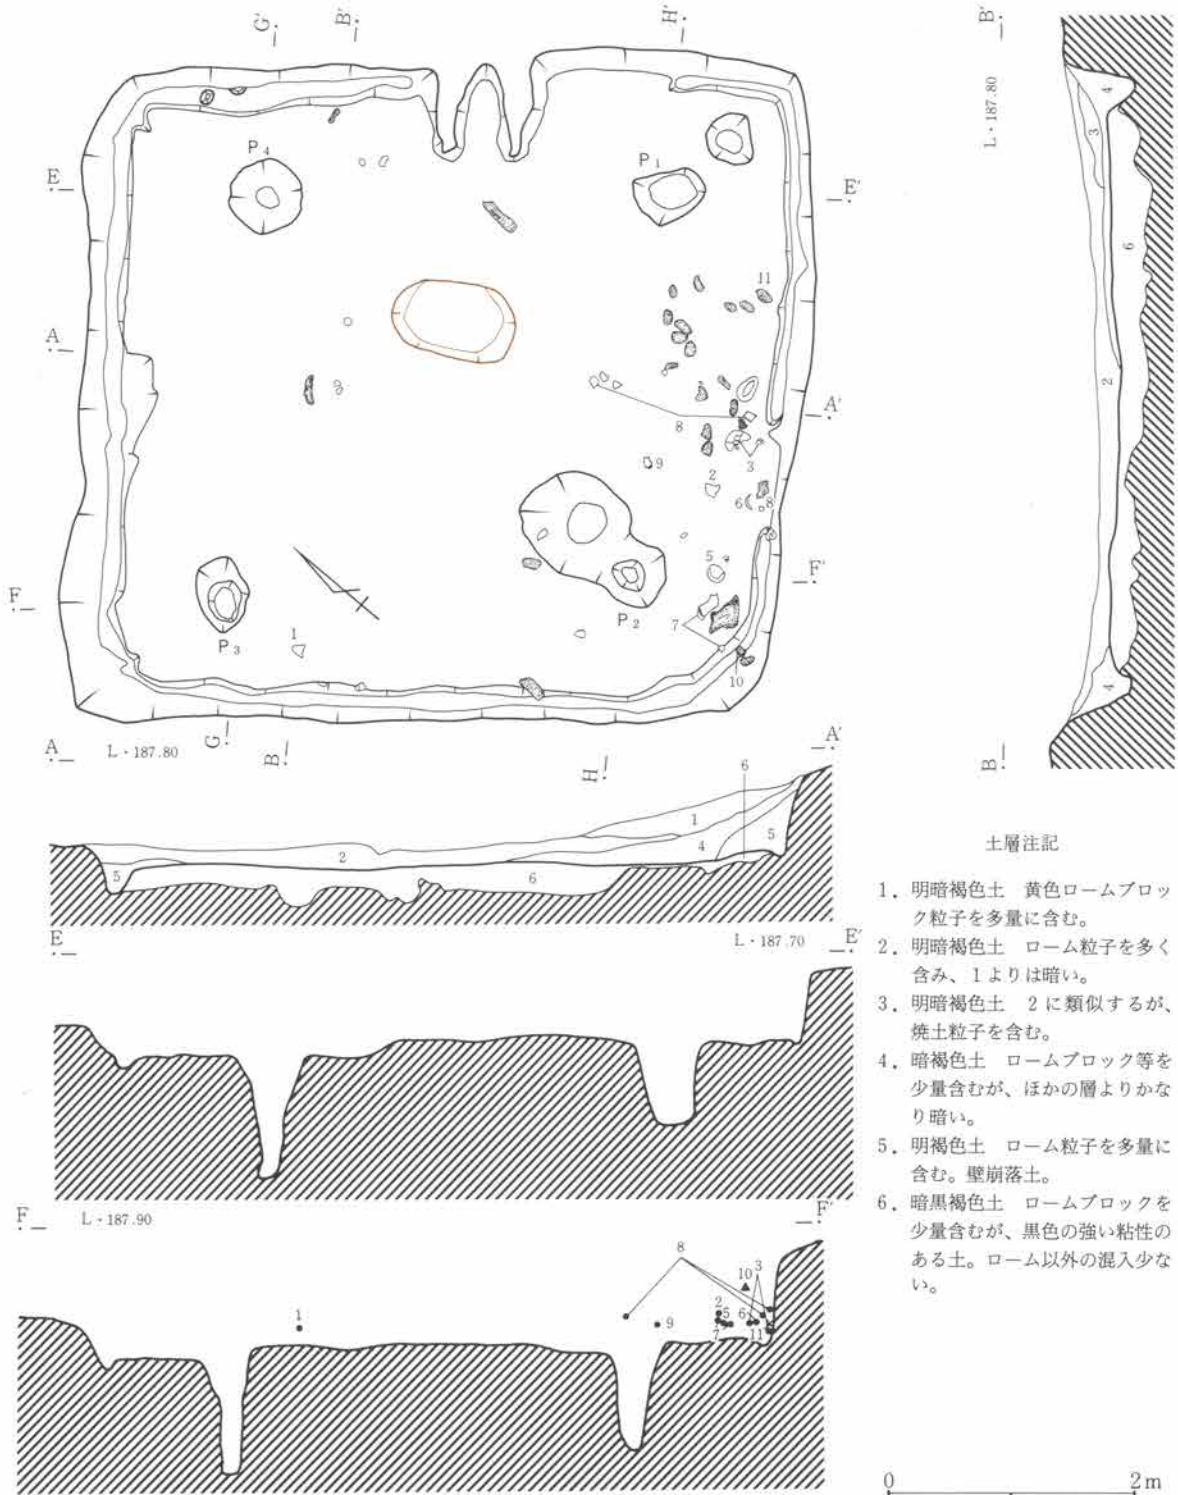 G' B' H'
P4
P1
E E'
11
A A'
8
3
9
2
6 8
5
F F'
7
P2
P3
1
10
G B H
B'
L・187.80
4
3
6
2
4
B
A L・187.80 A'
6
1
5
4
2
5
6
E L・187.70 E'
F L・187.90 F'
8
3
10
1
2
5 6
9
7 11
土層注記
1. 明暗褐色土 黄色ロームブロッ
ク粒子を多量に含む。
2. 明暗褐色土 ローム粒子を多く
含み、1よりは暗い。
3. 明暗褐色土 2に類似するが、
焼土粒子を含む。
4. 暗褐色土 ロームブロック等を
少量含むが、ほかの層よりかな
り暗い。
5. 明褐色土 ローム粒子を多量に
含む。壁崩落土。
6. 暗黒褐色土 ロームブロックを
少量含むが、黒色の強い粘性の
ある土。ローム以外の混入少な
い。
0 2m